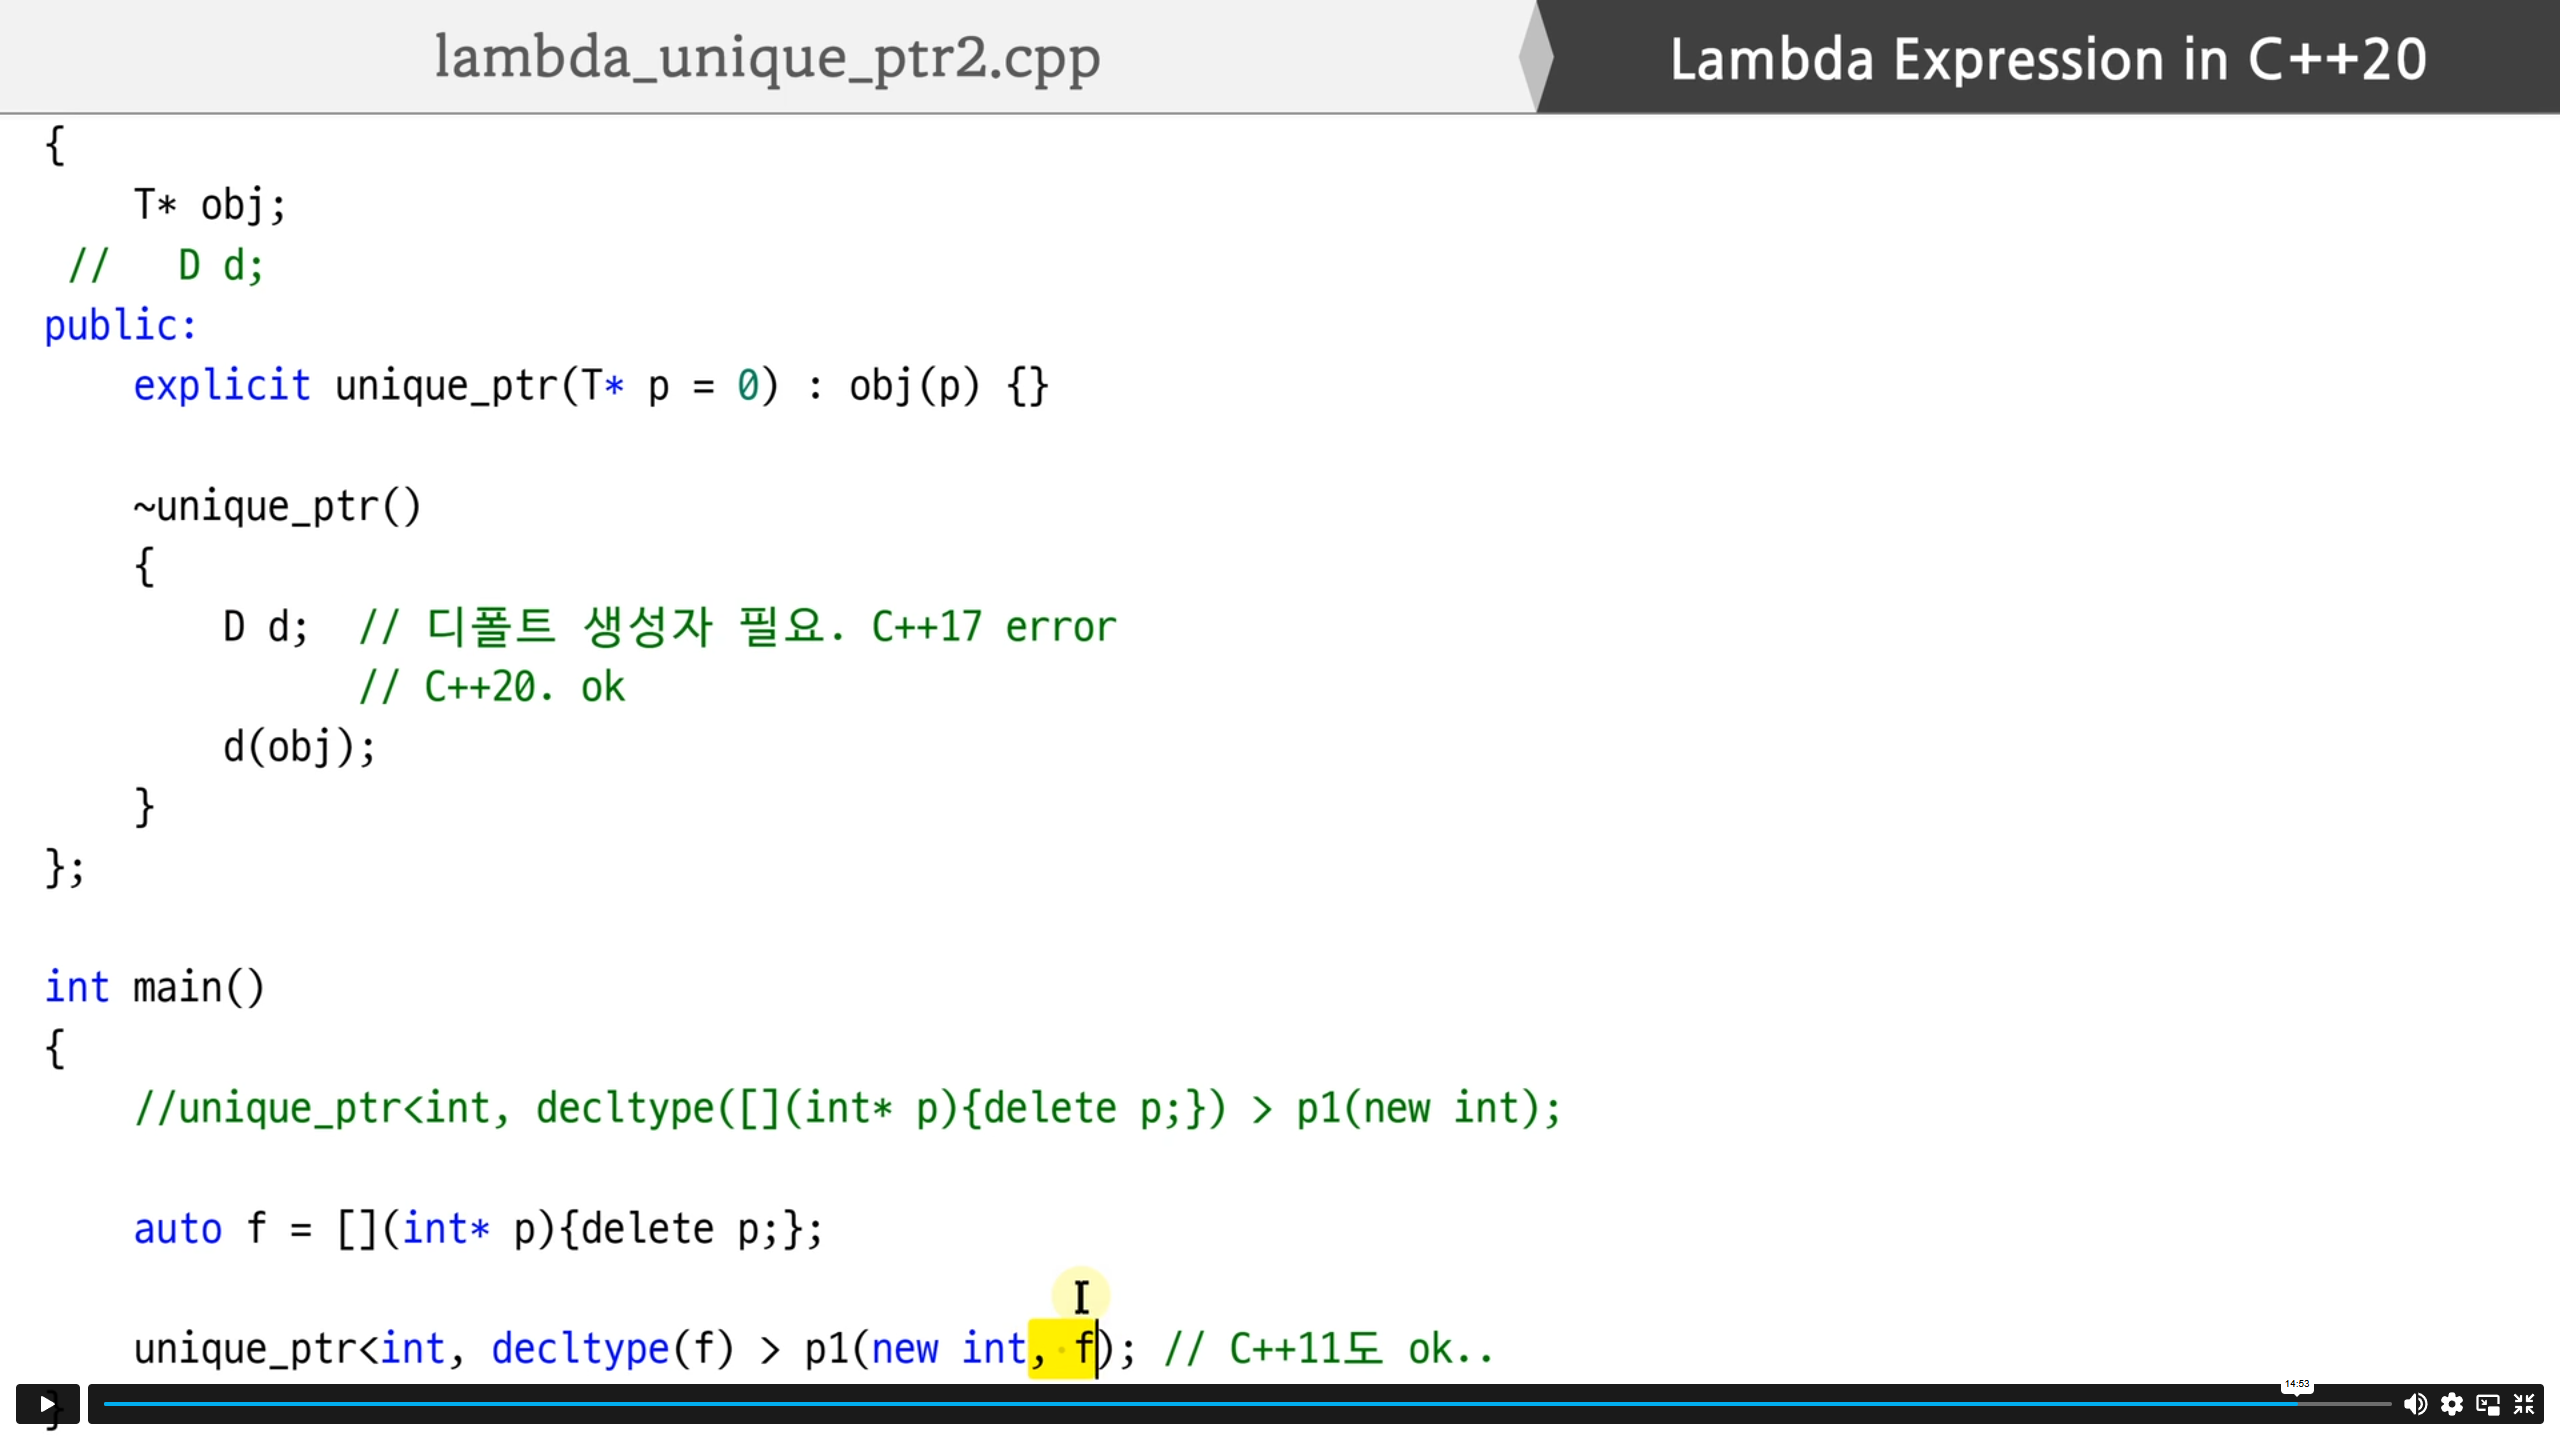 lambda_unique_ptr2.cpp
Lambda Expression in C++20
{
    T* obj;
 //   D d;
public:
    explicit unique_ptr(T* p = 0) : obj(p) {}

    ~unique_ptr()
    {
        D d;  // 디폴트 생성자 필요. C++17 error
              // C++20. ok
        d(obj);
    }
};

int main()
{
    //unique_ptr<int, decltype([](int* p){delete p;}) > p1(new int);

    auto f = [](int* p){delete p;};

    unique_ptr<int, decltype(f) > p1(new int, f); // C++11도 ok..
}
14:53